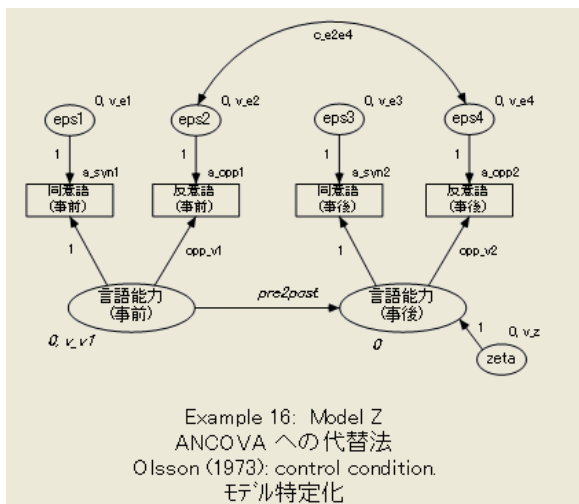 c_e2e4
0, v_e1
0, v_e2
0, v_e3
0, v_e4
eps1
eps2
eps3
eps4
1
1
1
1
a_syn1
a_opp1
a_syn2
a_opp2
同意語
(事前)
反意語
(事前)
同意語
(事後)
反意語
(事後)
1
opp_v1
1
opp_v2
言語能力
(事前)
pre2post
言語能力
(事後)
0, v_v1
0
1
0, v_z
zeta
Example 16: Model Z
ANCOVA への代替法
Olsson (1973): control condition.
モデル特定化